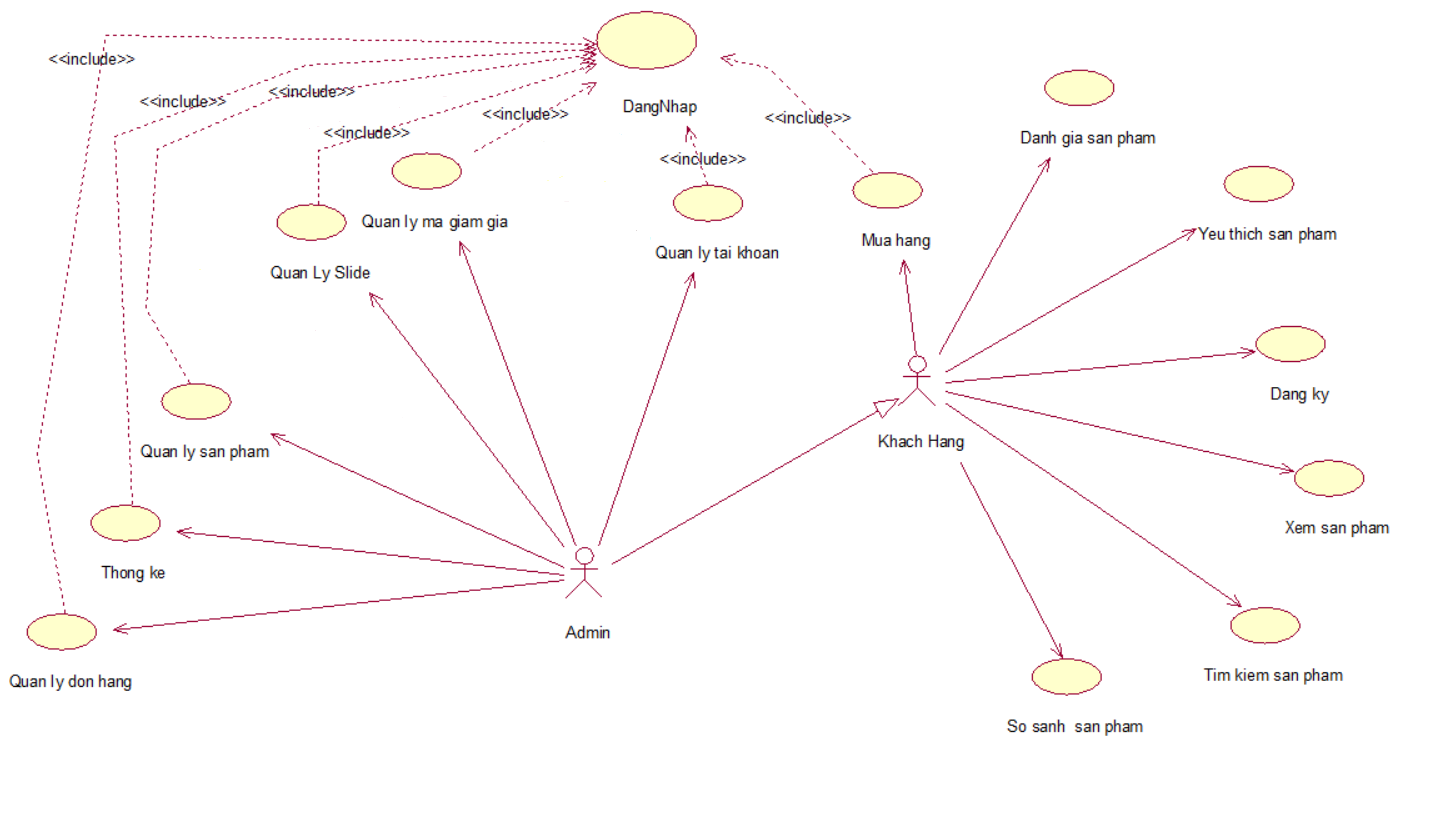 <<include>>
<<include>>
<<include>>
<<include>>
<<include>>
DangNhap
<<include>>
<<include>>
Danh gia san pham
Quan ly ma giam gia
Quan Ly Slide
Quan ly tai khoan
Mua hang
Yeu thich san pham
Dang ky
Quan ly san pham
Khach Hang
Xem san pham
Thong ke
Admin
Quan ly don hang
Tim kiem san pham
So sanh  san pham